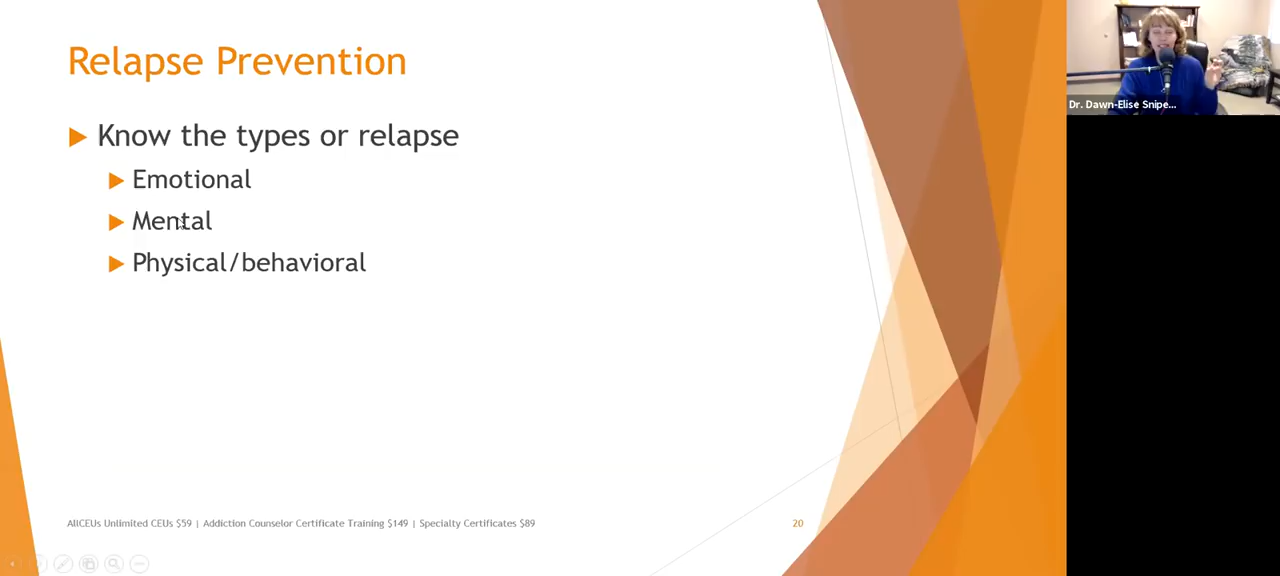 Relapse Prevention
Know the types or relapse
Emotional
Mental
Physical/behavioral
AllCEUs Unlimited CEUs $59 | Addiction Counselor Certificate Training $149 | Specialty Certificates $89
20
Dr. Dawn-Elise Snipe...